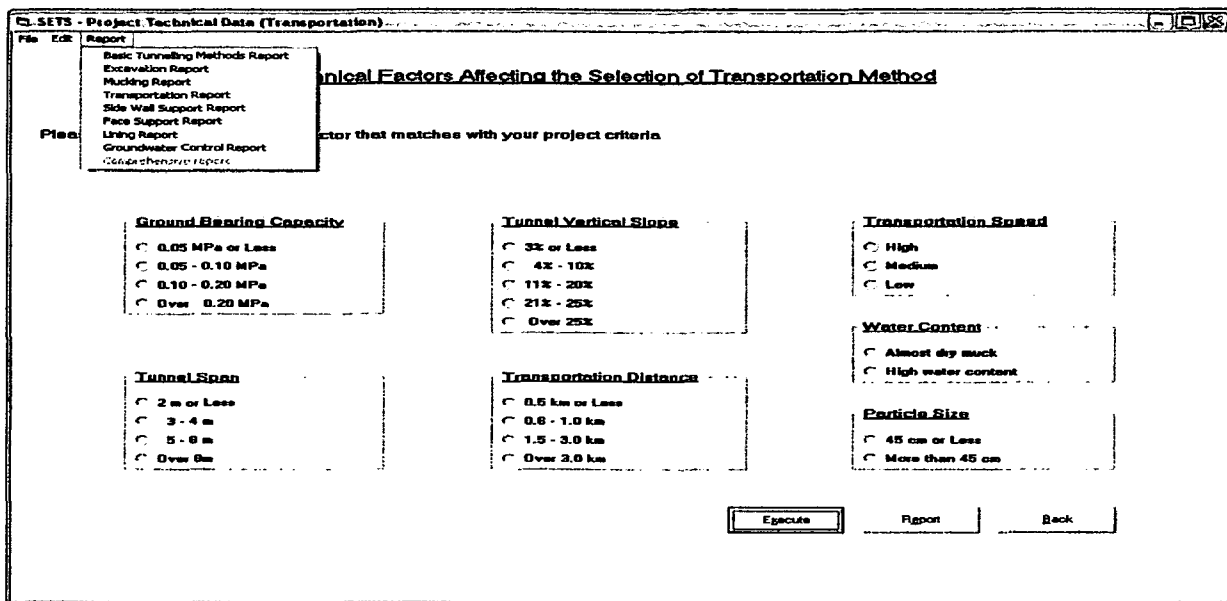 SETS - Project Technical Data (Transportation)
File Edit Report
Basic Tunneling Methods Report
Excavation Report
Mucking Report
Transportation Report
Side Wall Support Report
Face Support Report
Lining Report
Groundwater Control Report
Comprehensive report
hnical Factors Affecting the Selection of Transportation Method
Plea
ctor that matches with your project criteria
Ground Bearing Capacity
0.05 MPa or Less
0.05 - 0.10 MPa
0.10 - 0.20 MPa
Over 0.20 MPa
Tunnel Vertical Slope
3% or Less
4% - 10%
11% - 20%
21% - 25%
Over 25%
Transportation Speed
High
Medium
Low
Water Content
Almost dry muck
High water content
Tunnel Span
2 m or Less
3 - 4 m
5 - 8 m
Over 8m
Transportation Distance
0.5 km or Less
0.6 - 1.0 km
1.5 - 3.0 km
Over 3.0 km
Particle Size
45 cm or Less
More than 45 cm
Execute
Report
Back